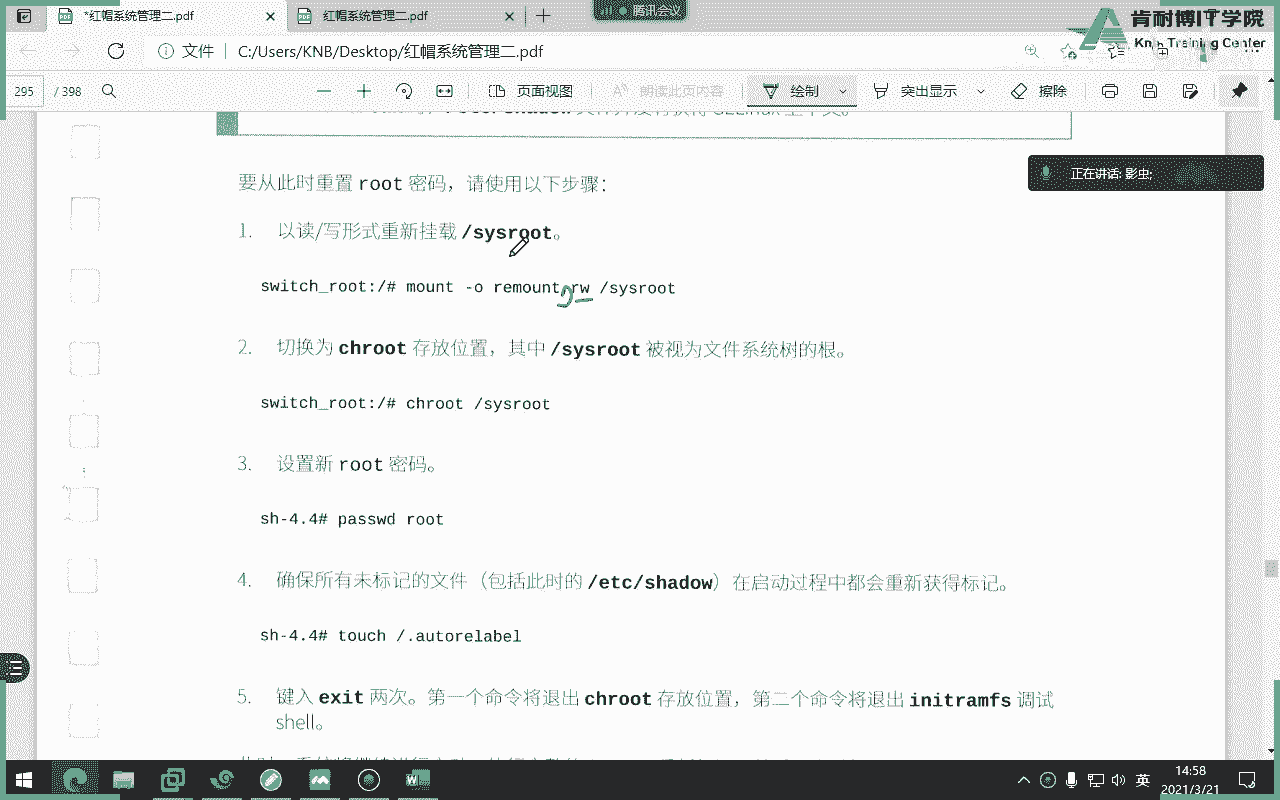 *红帽系统管理二.pdf
红帽系统管理二.pdf
腾讯会议
肯耐博IT学院
文件
C:/Users/KNB/Desktop/红帽系统管理二.pdf
295
/ 398
页面视图
朗读此页内容
绘制
突出显示
擦除
正在讲话: 影虫;
要从此时重置 root 密码，请使用以下步骤：
1. 以读/写形式重新挂载 /sysroot。
switch_root:/# mount -o remount,rw /sysroot
2. 切换为 chroot 存放位置，其中 /sysroot 被视为文件系统树的根。
switch_root:/# chroot /sysroot
3. 设置新 root 密码。
sh-4.4# passwd root
4. 确保所有未标记的文件（包括此时的 /etc/shadow）在启动过程中都会重新获得标记。
sh-4.4# touch /.autorelabel
5. 键入 exit 两次。第一个命令将退出 chroot 存放位置，第二个命令将退出 initramfs 调试
shell。
英
14:58
2021/3/21